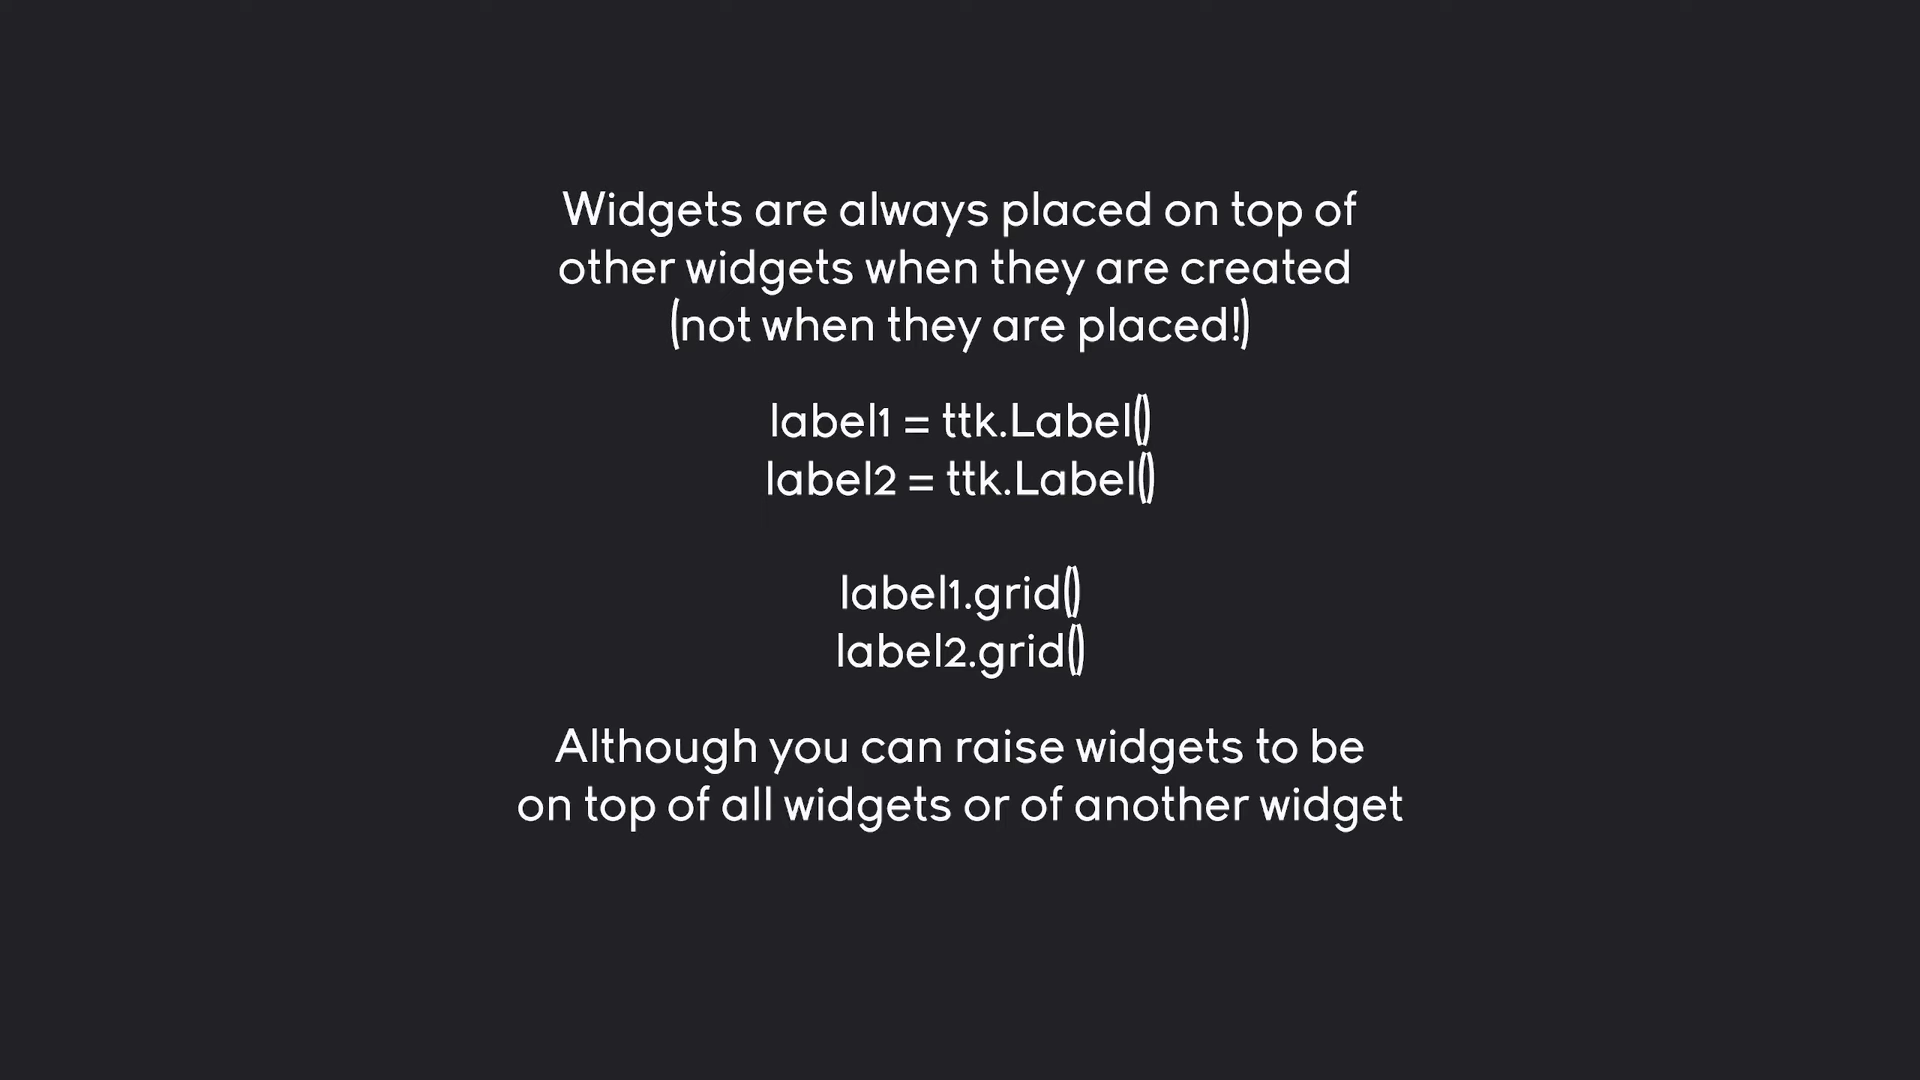 Widgets are always placed on top of
other widgets when they are created
(not when they are placed!)
label1 = ttk.Label()
label2 = ttk.Label()
label1.grid()
label2.grid()
Although you can raise widgets to be
on top of all widgets or of another widget